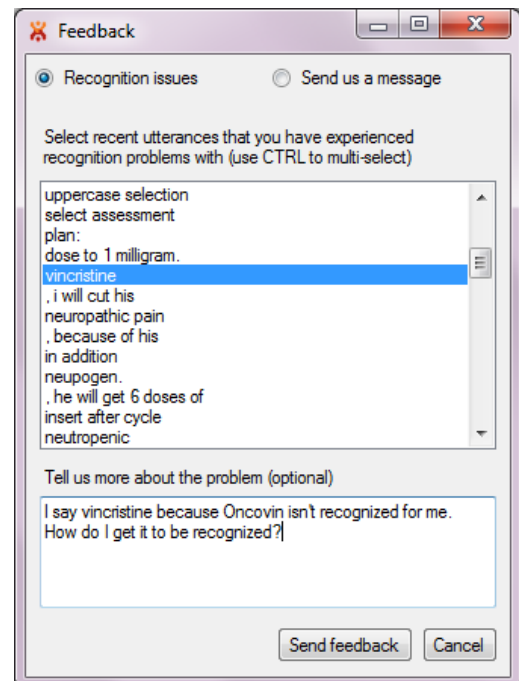 Feedback
Recognition issues Send us a message
Select recent utterances that you have experienced
recognition problems with (use CTRL to multi-select)
uppercase selection
select assessment
plan:
dose to 1 milligram.
vincristine
, i will cut his
neuropathic pain
, because of his
in addition
neupogen.
, he will get 6 doses of
insert after cycle
neutropenic
Tell us more about the problem (optional)
I say vincristine because Oncovin isn't recognized for me.
How do I get it to be recognized?
Send feedback Cancel